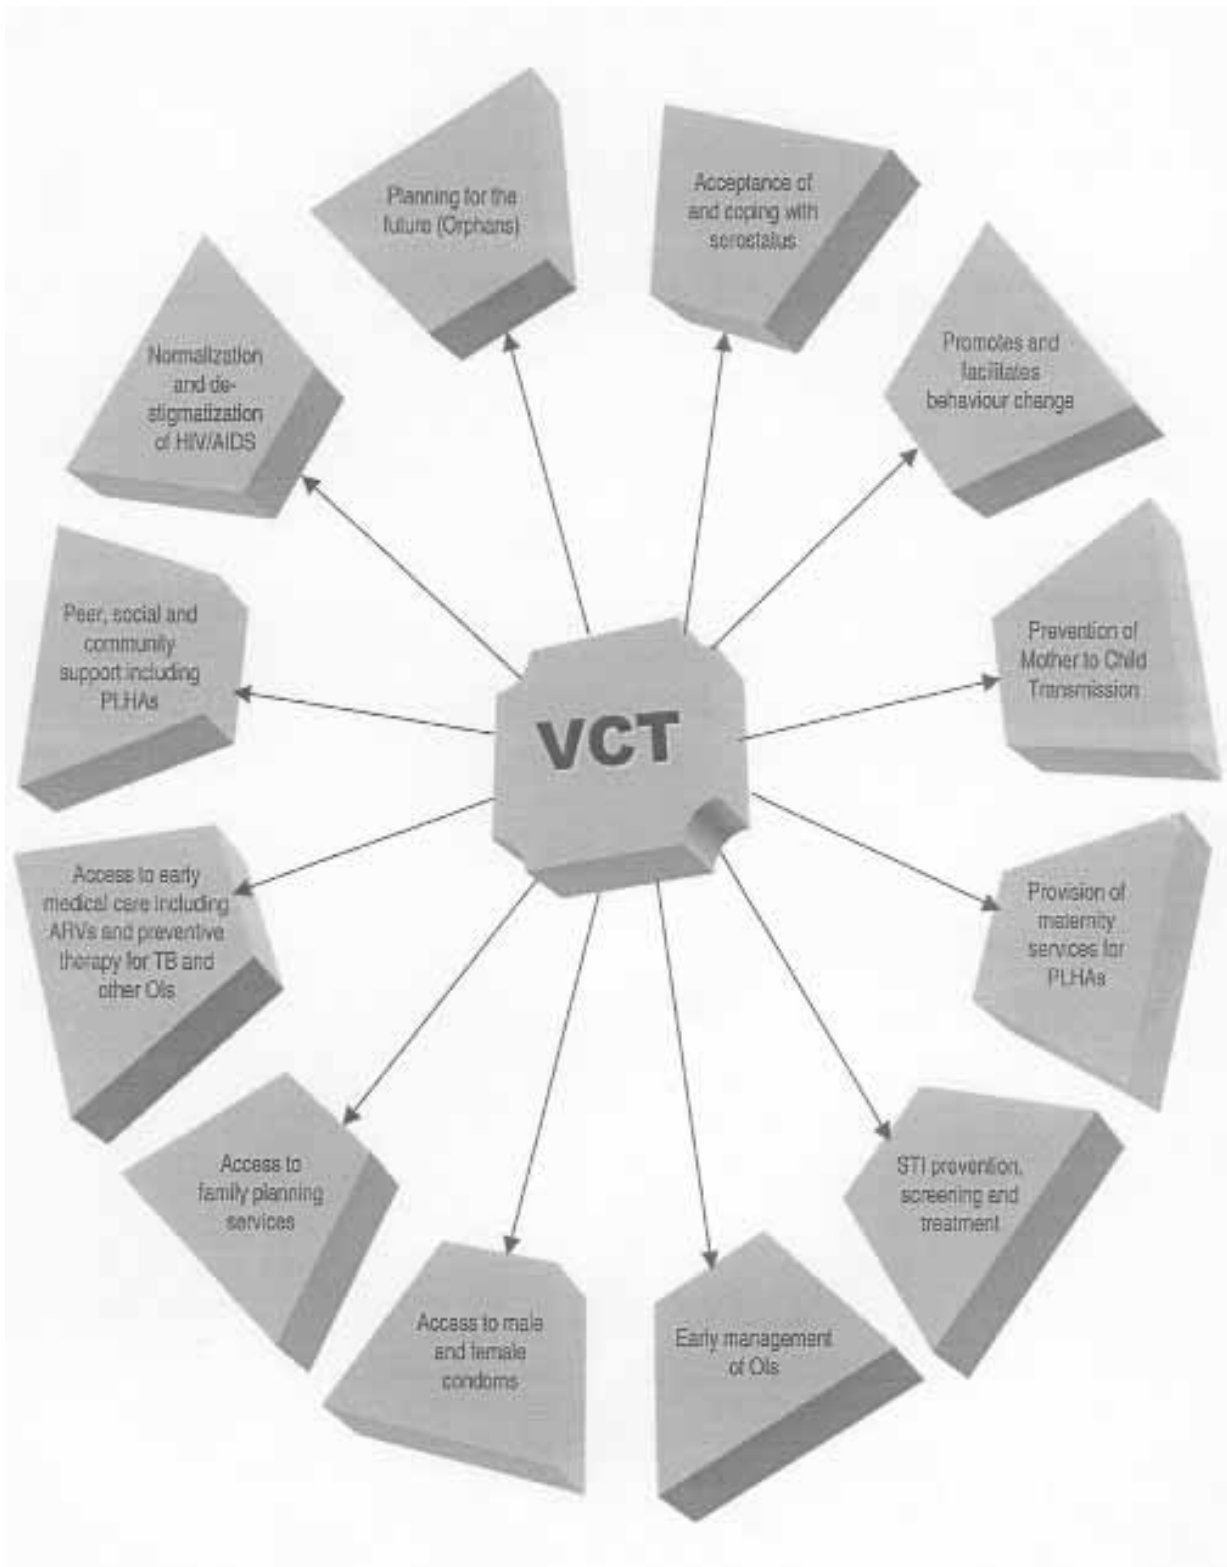 Planning for the
future (Orphans)
Acceptance of
and coping with
serostatus
Promotes and
facilitates
behaviour change
Prevention of
Mother to Child
Transmission
Provision of
maternity
services for
PLHAs
STI prevention,
screening and
treatment
Early management
of OIs
Access to male
and female
condoms
Access to
family planning
services
Access to early
medical care including
ARVs and preventive
therapy for TB and
other OIs
Peer, social and
community
support including
PLHAs
Normalization
and de-
stigmatization
of HIV/AIDS
VCT